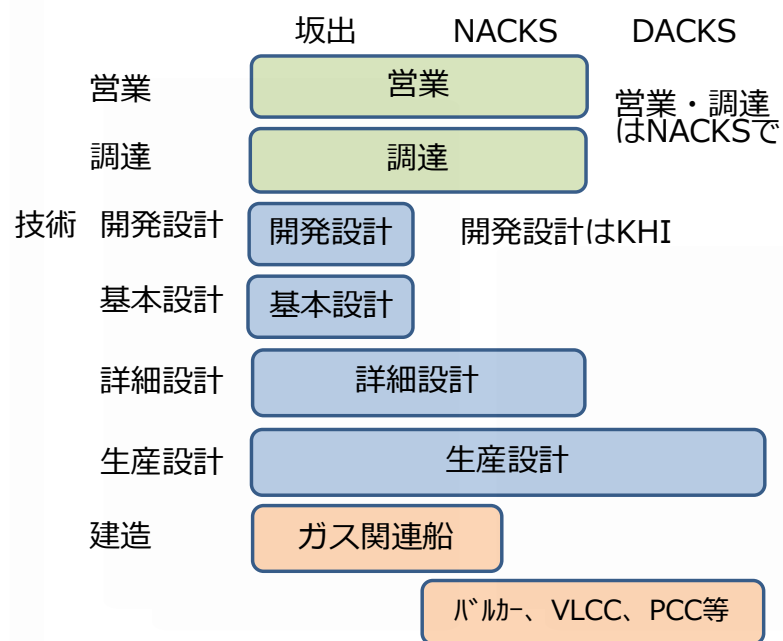 坂出 NACKS DACKS
営業 営業
営業・調達
はNACKSで
調達 調達
技術 開発設計 開発設計 開発設計はKHI
基本設計 基本設計
詳細設計 詳細設計
生産設計 生産設計
建造 ガス関連船
ﾊﾞﾙｶｰ、VLCC、PCC等